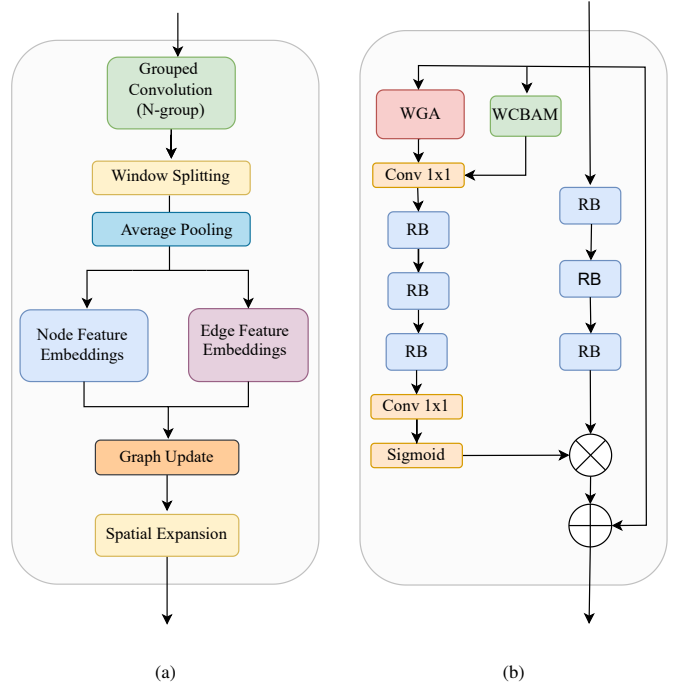 Grouped
Convolution
(N-group)
Window Splitting
Average Pooling
Node Feature
Embeddings
Edge Feature
Embeddings
Graph Update
Spatial Expansion
(a)
WGA
WCBAM
Conv 1x1
RB
RB
RB
Conv 1x1
Sigmoid
RB
RB
RB
(b)